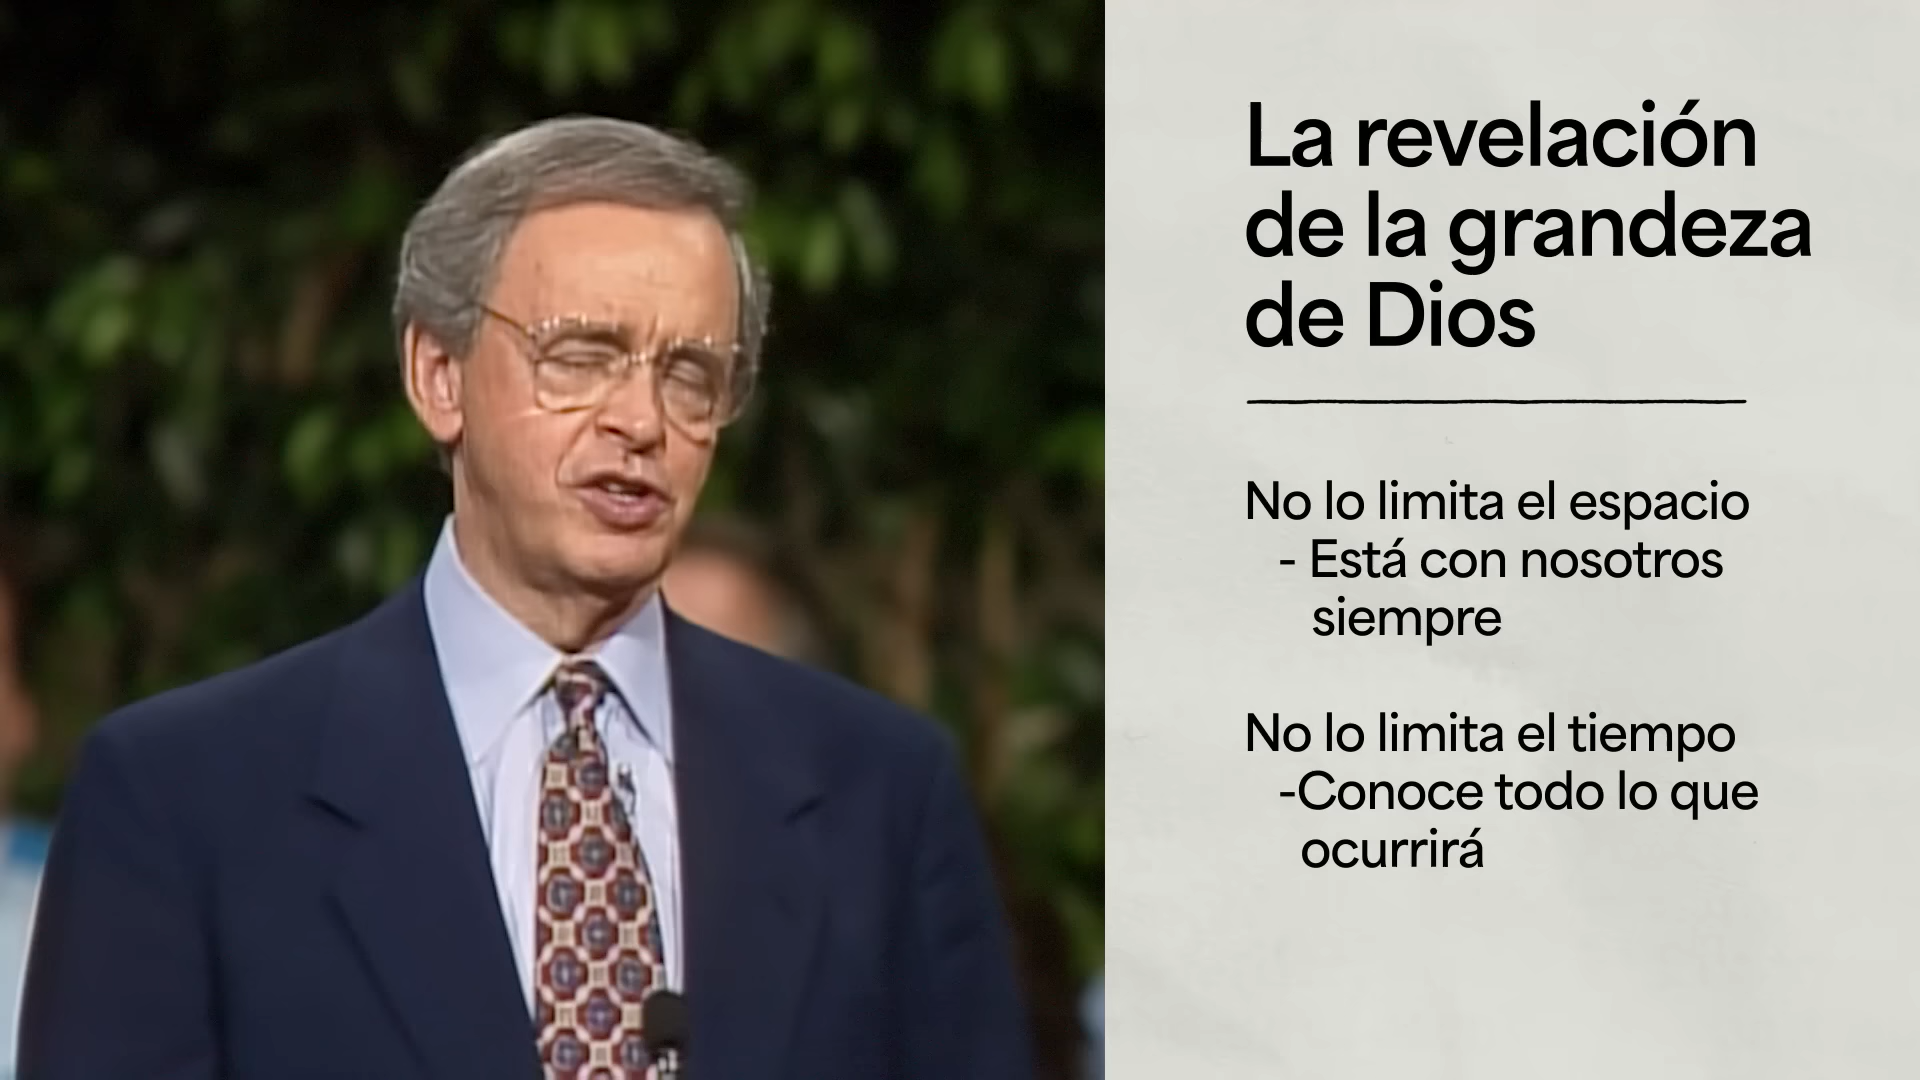 La revelación
de la grandeza
de Dios
No lo limita el espacio
- Está con nosotros
siempre
No lo limita el tiempo
-Conoce todo lo que
ocurrirá